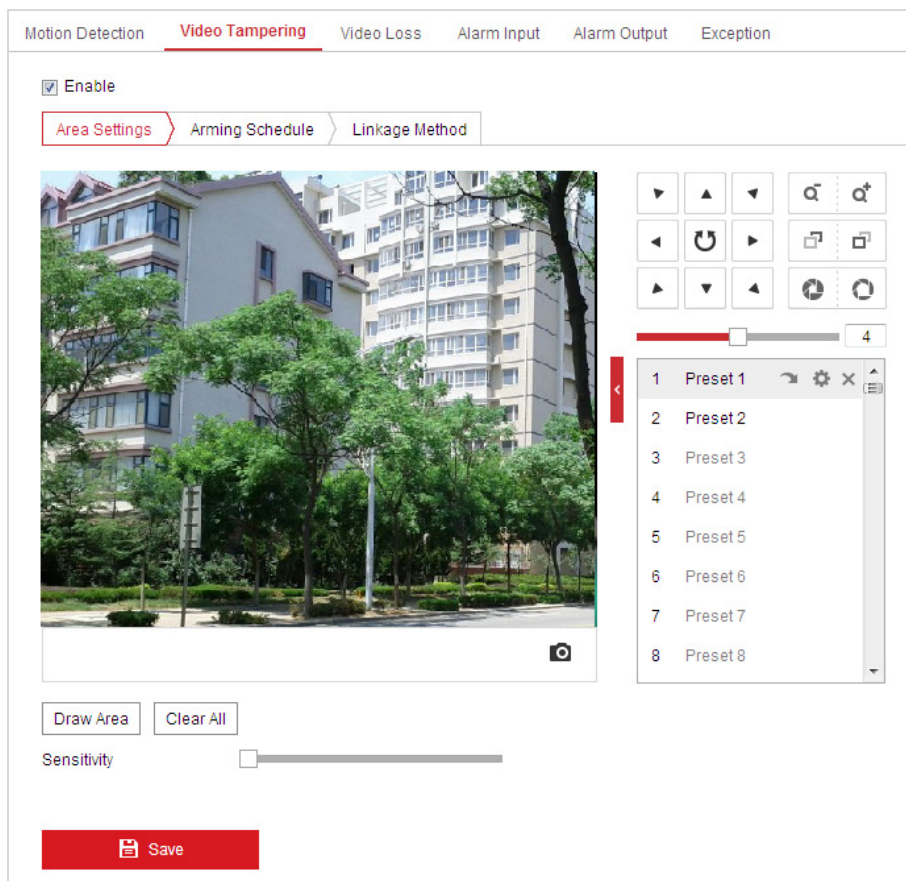 Motion Detection Video Tampering Video Loss Alarm Input Alarm Output Exception
Enable
Area Settings Arming Schedule Linkage Method
4
1 Preset 1
2 Preset 2
3 Preset 3
4 Preset 4
5 Preset 5
6 Preset 6
7 Preset 7
8 Preset 8
Draw Area Clear All
Sensitivity
Save